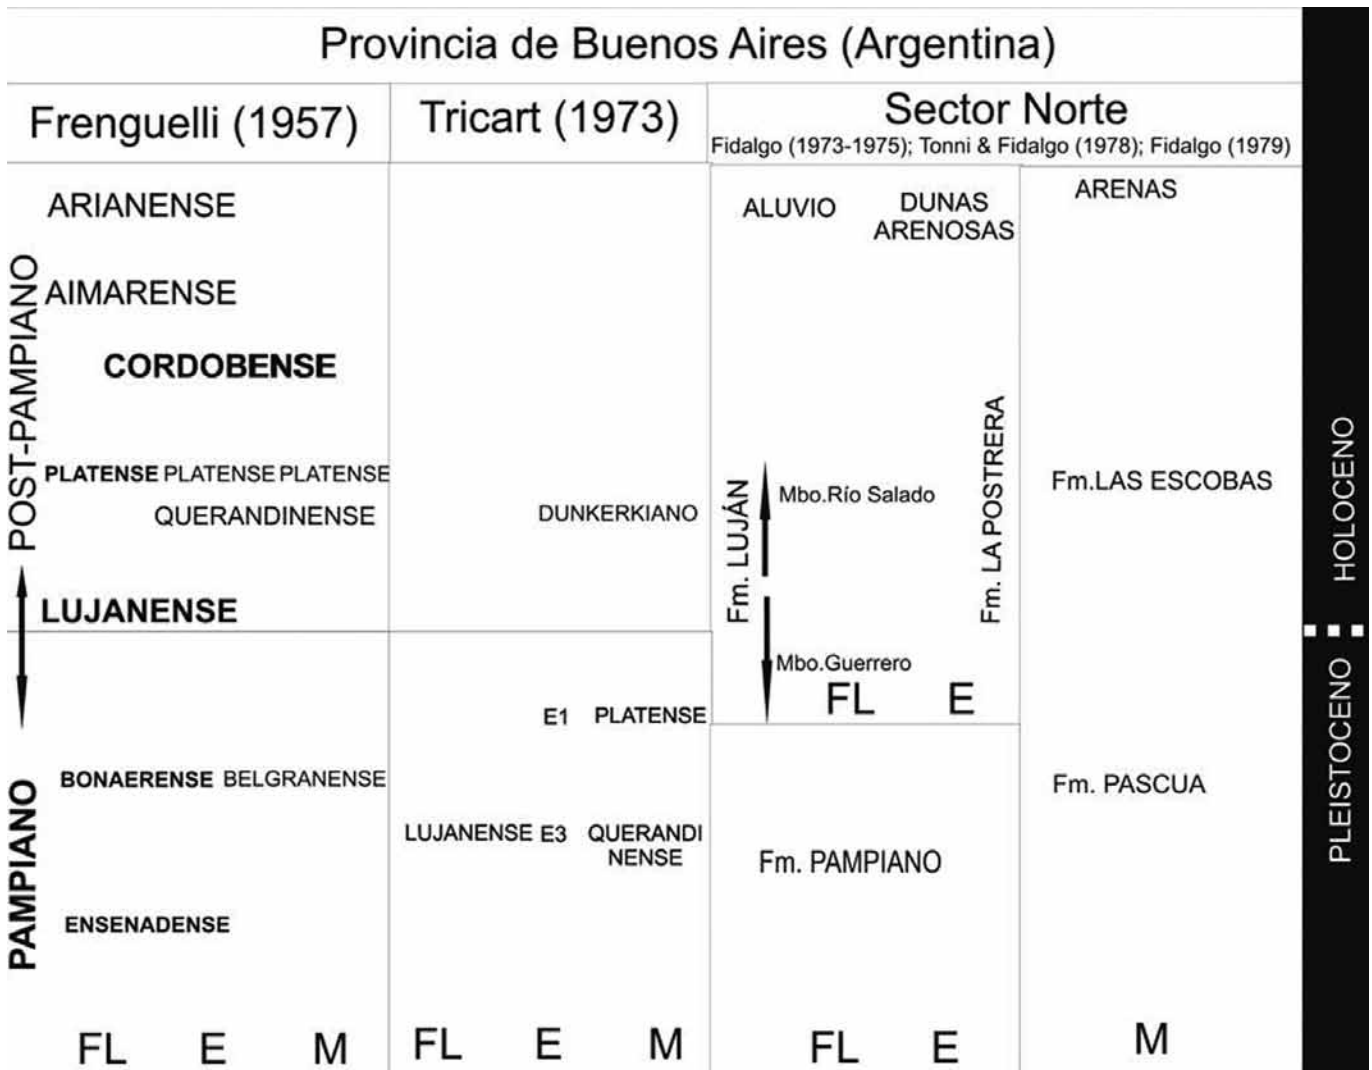 Provincia de Buenos Aires (Argentina)
Frenguelli (1957)
Tricart (1973)
Sector Norte
Fidalgo (1973-1975); Tonni & Fidalgo (1978); Fidalgo (1979)
POST-PAMPIANO
PAMPIANO
ARIANENSE
AIMARENSE
CORDOBENSE
PLATENSE PLATENSE PLATENSE
QUERANDINENSE
LUJANENSE
BONAERENSE BELGRANENSE
ENSENADENSE
FL E M
DUNKERKIANO
E1 PLATENSE
LUJANENSE E3 QUERANDI
NENSE
FL E M
ALUVIO
DUNAS
ARENOSAS
Fm. LUJÁN
Mbo.Río Salado
Mbo.Guerrero
Fm. LA POSTRERA
FL E
Fm. PAMPIANO
FL E
ARENAS
Fm.LAS ESCOBAS
Fm. PASCUA
M
HOLOCENO
PLEISTOCENO